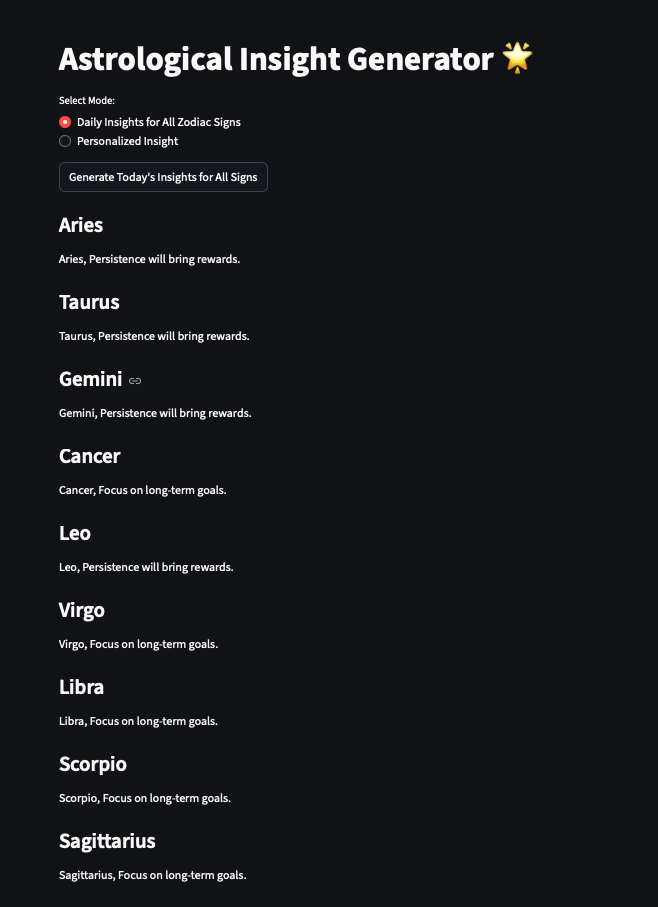 Astrological Insight Generator 🌟
Select Mode:
Daily Insights for All Zodiac Signs
Personalized Insight
Generate Today's Insights for All Signs
Aries
Aries, Persistence will bring rewards.
Taurus
Taurus, Persistence will bring rewards.
Gemini
Gemini, Persistence will bring rewards.
Cancer
Cancer, Focus on long-term goals.
Leo
Leo, Persistence will bring rewards.
Virgo
Virgo, Focus on long-term goals.
Libra
Libra, Focus on long-term goals.
Scorpio
Scorpio, Focus on long-term goals.
Sagittarius
Sagittarius, Focus on long-term goals.